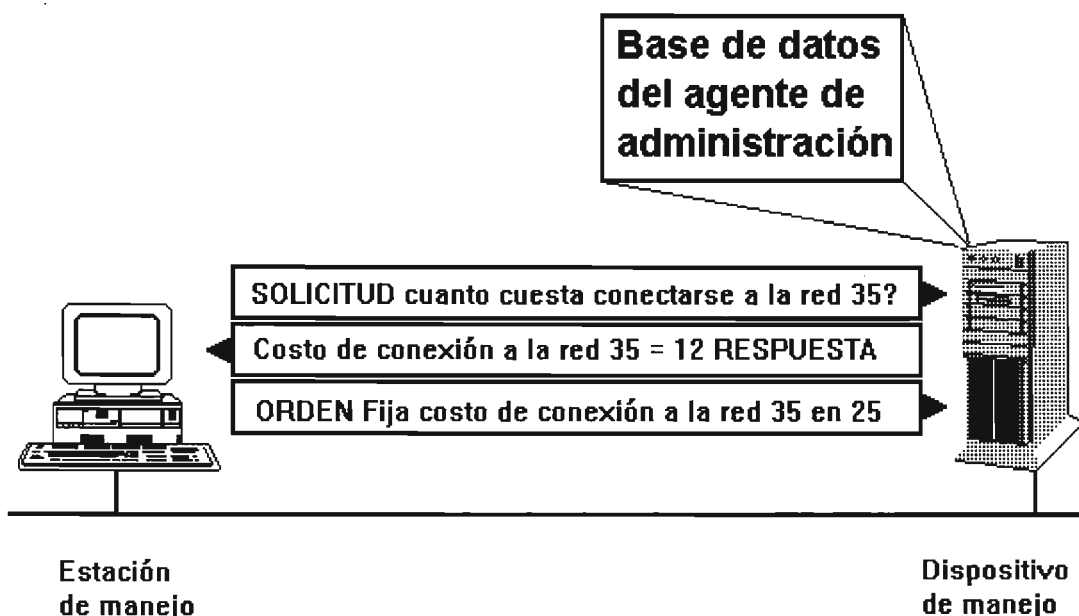 Base de datos
del agente de
administración
SOLICITUD cuanto cuesta conectarse a la red 35?
Costo de conexión a la red 35 = 12 RESPUESTA
ORDEN Fija costo de conexión a la red 35 en 25
Estación
de manejo
Dispositivo
de manejo